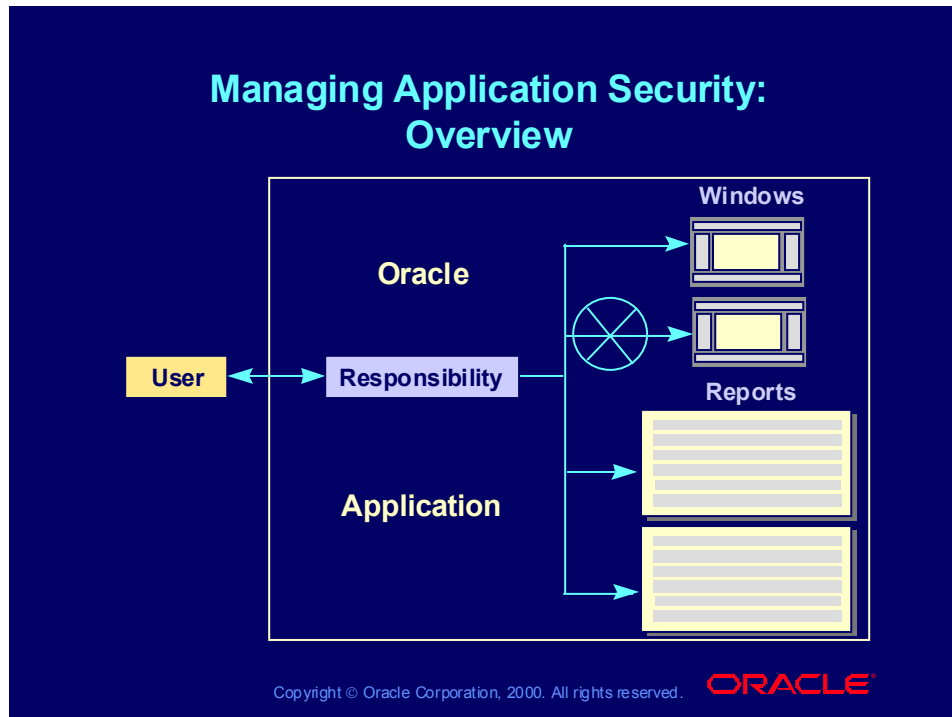 Managing Application Security:
Overview
Windows
Oracle
User
Responsibility
Reports
Application
Copyright © Oracle Corporation, 2000. All rights reserved.
ORACLE®